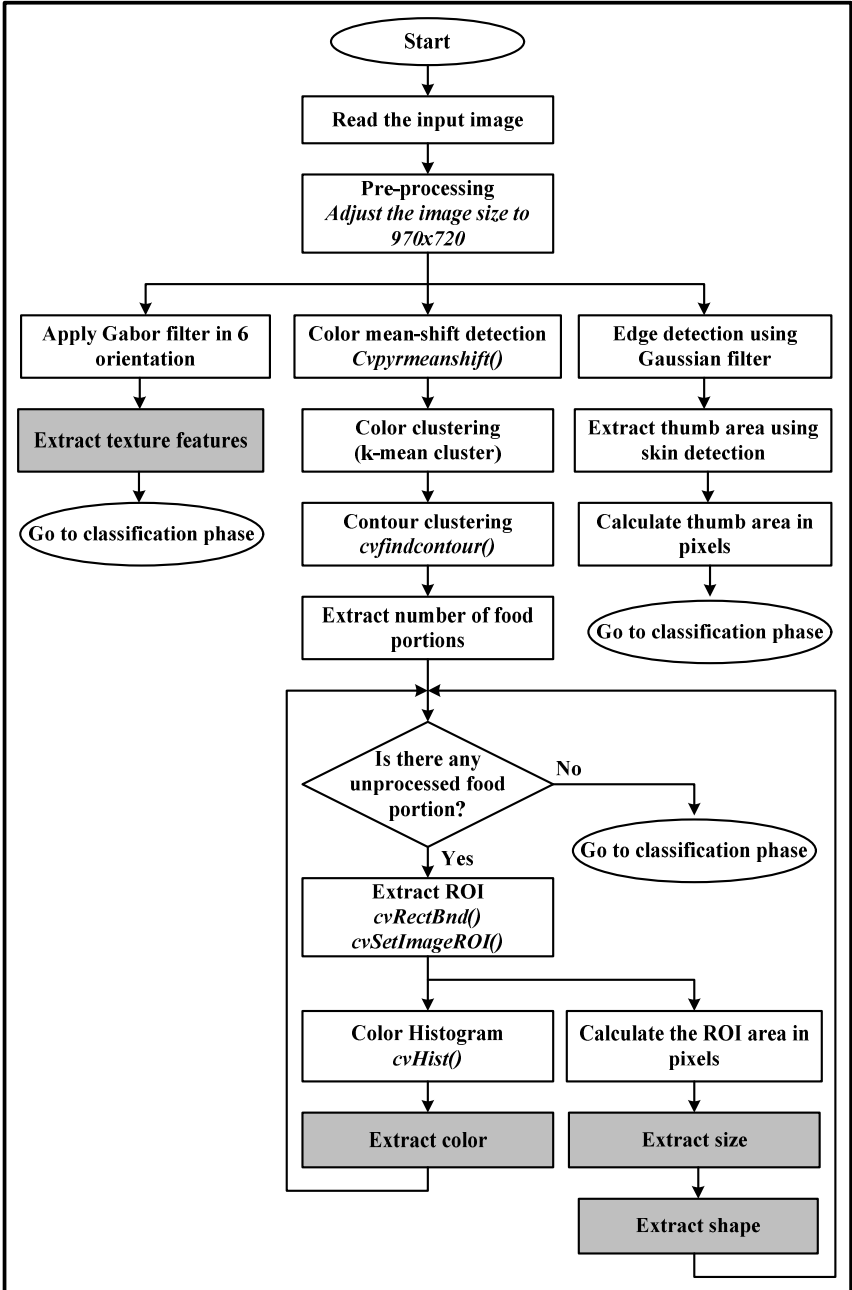 Start
Read the input image
Pre-processing
Adjust the image size to
970x720
Apply Gabor filter in 6
orientation
Extract texture features
Go to classification phase
Color mean-shift detection
Cvpyrmeanshift()
Color clustering
(k-mean cluster)
Contour clustering
cvfindcontour()
Extract number of food
portions
Edge detection using
Gaussian filter
Extract thumb area using
skin detection
Calculate thumb area in
pixels
Go to classification phase
Is there any
unprocessed food
portion?
No
Go to classification phase
Yes
Extract ROI
cvRectBnd()
cvSetImageROI()
Color Histogram
cvHist()
Extract color
Calculate the ROI area in
pixels
Extract size
Extract shape